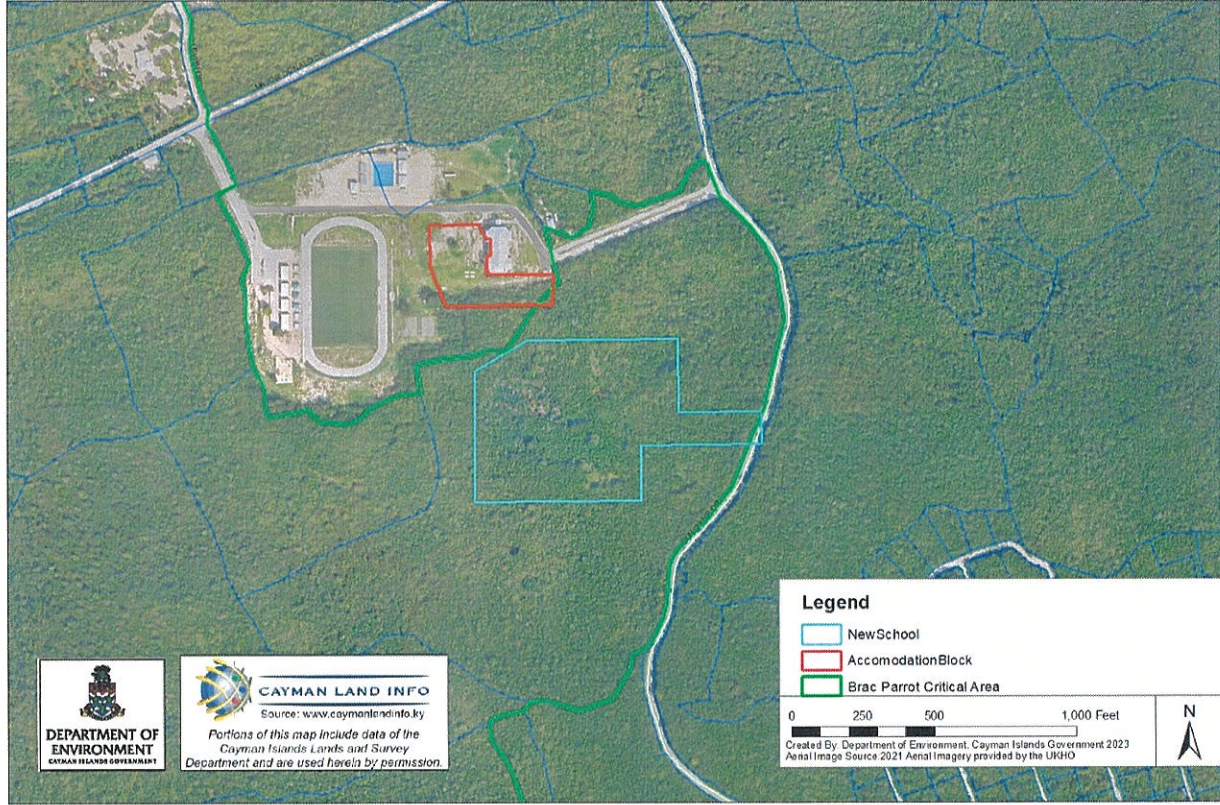 Legend
NewSchool
AccomodationBlock
Brac Parrot Critical Area
0 250 500 1,000 Feet
Created By: Department of Environment, Cayman Islands Government 2023
Aerial Image Source:2021 Aerial Imagery provided by the UKHO
N
DEPARTMENT OF
ENVIRONMENT
CAYMAN ISLANDS GOVERNMENT
CAYMAN LAND INFO
Source: www.caymanlandinfo.ky
Portions of this map include data of the
Cayman Islands Lands and Survey
Department and are used herein by permission.